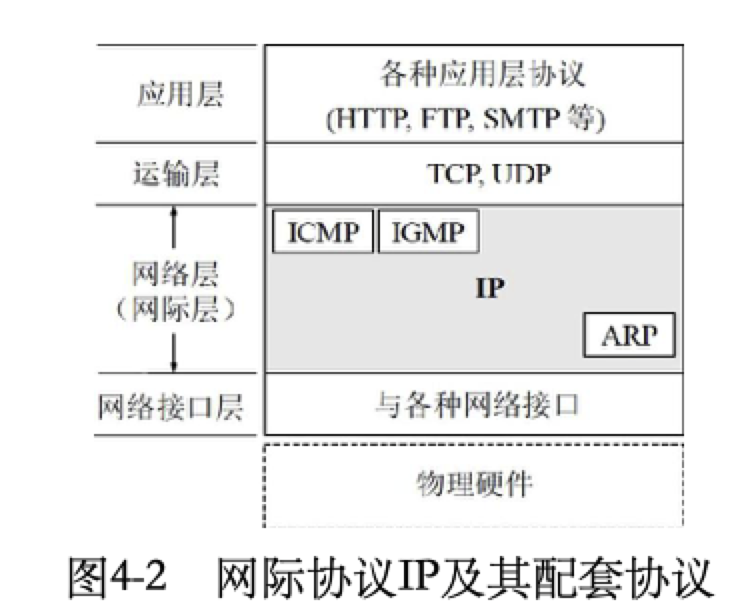 应用层
各种应用层协议
(HTTP, FTP, SMTP 等)
运输层
TCP, UDP
网络层
（网际层）
ICMP
IGMP
IP
ARP
网络接口层
与各种网络接口
物理硬件
图4-2 网际协议IP及其配套协议